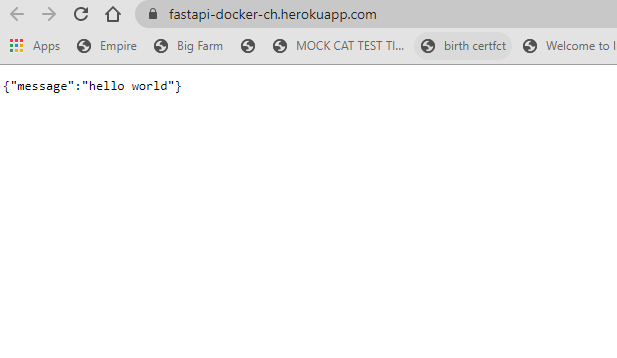 fastapi-docker-ch.herokuapp.com
Apps Empire Big Farm MOCK CAT TEST TI... birth certfct Welcome to I
{"message":"hello world"}